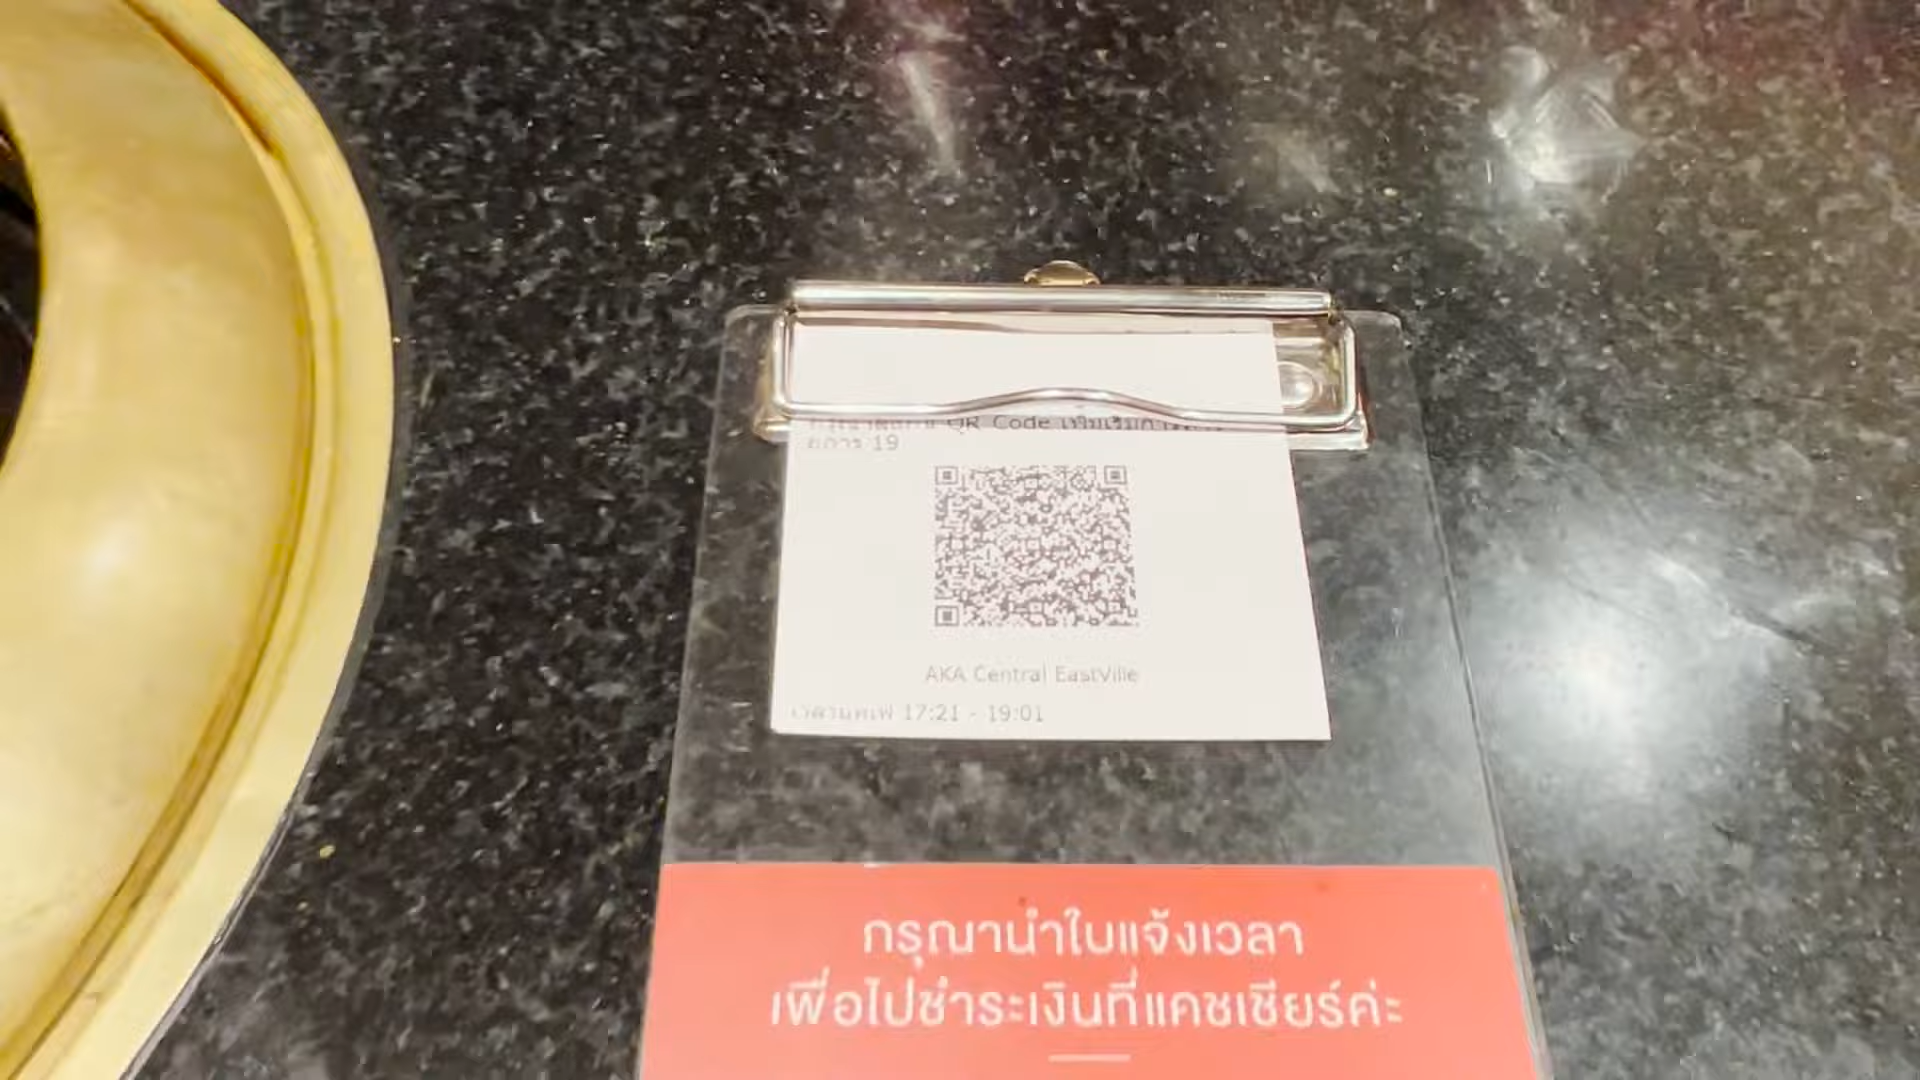 QR Code
19
AKA Central EastVille
17:21 - 19:01
กรุณานำใบแจ้งเวลา
เพื่อไปชำระเงินที่แคชเชียร์ค่ะ